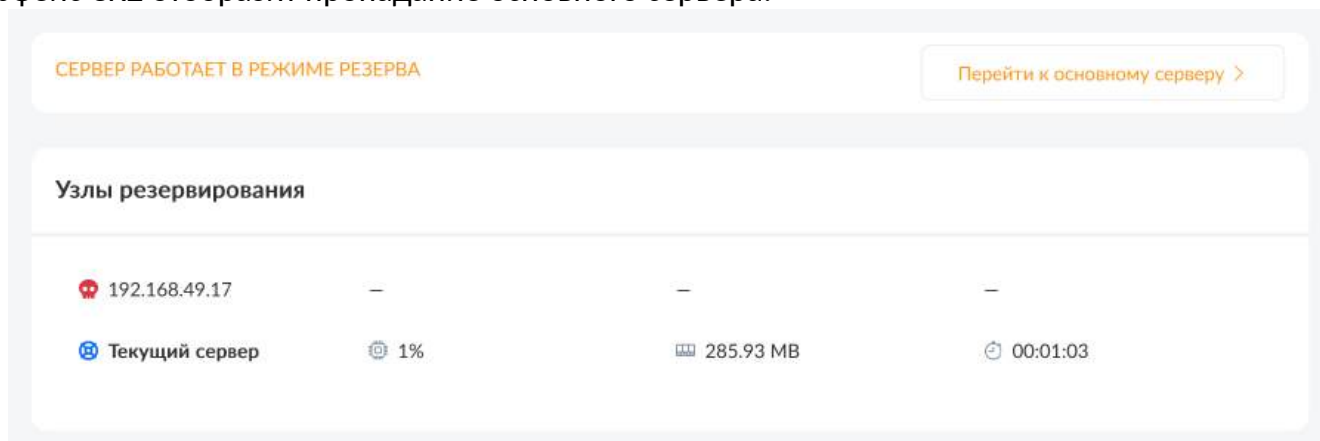 СЕРВЕР РАБОТАЕТ В РЕЖИМЕ РЕЗЕРВА
Перейти к основному серверу >
Узлы резервирования
192.168.49.17 – – –
Текущий сервер 1% 285.93 MB 00:01:03